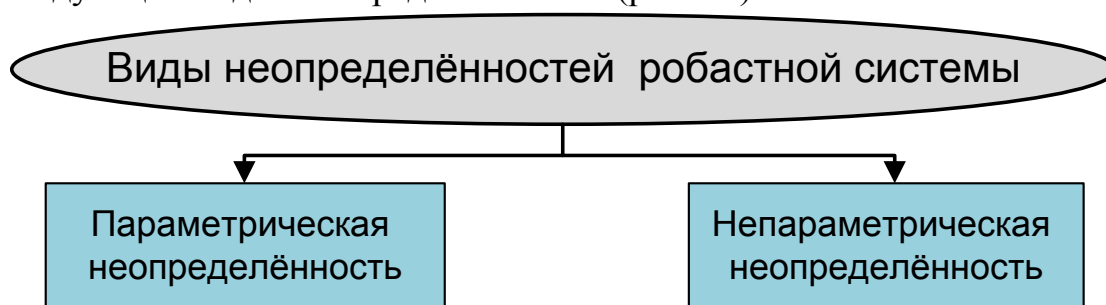 Виды неопределённостей робастной системы
Параметрическая
неопределённость
Непараметрическая
неопределённость